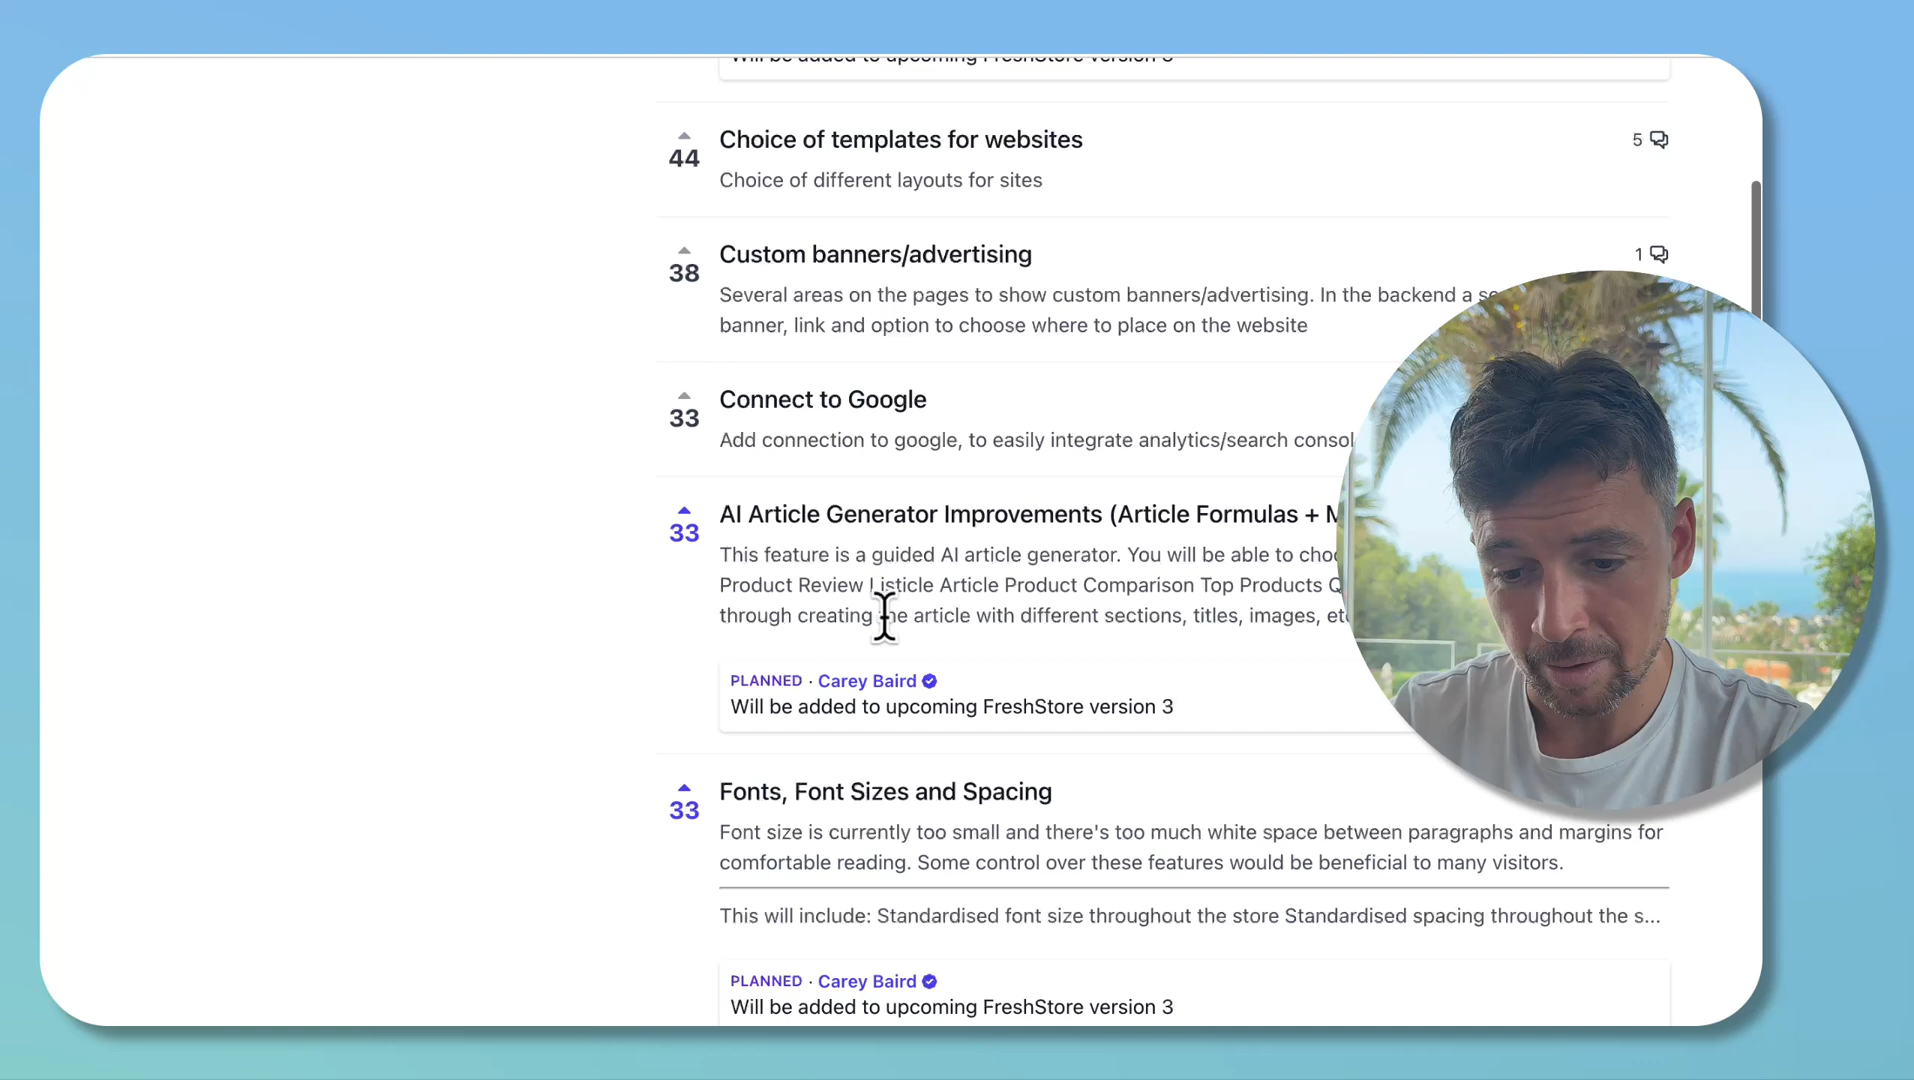 Will be added to upcoming FreshStore version 3
44
Choice of templates for websites
5
Choice of different layouts for sites
38
Custom banners/advertising
1
Several areas on the pages to show custom banners/advertising. In the backend a
banner, link and option to choose where to place on the website
33
Connect to Google
Add connection to google, to easily integrate analytics/search
33
AI Article Generator Improvements (Article Formulas +
This feature is a guided AI article generator. You will be able to
Product Review Listicle Article Product Comparison Top Products
through creating the article with different sections, titles, images,
PLANNED · Carey Baird
Will be added to upcoming FreshStore version 3
33
Fonts, Font Sizes and Spacing
Font size is currently too small and there's too much white space between paragraphs and margins for
comfortable reading. Some control over these features would be beneficial to many visitors.
This will include: Standardised font size throughout the store Standardised spacing throughout the s...
PLANNED · Carey Baird
Will be added to upcoming FreshStore version 3